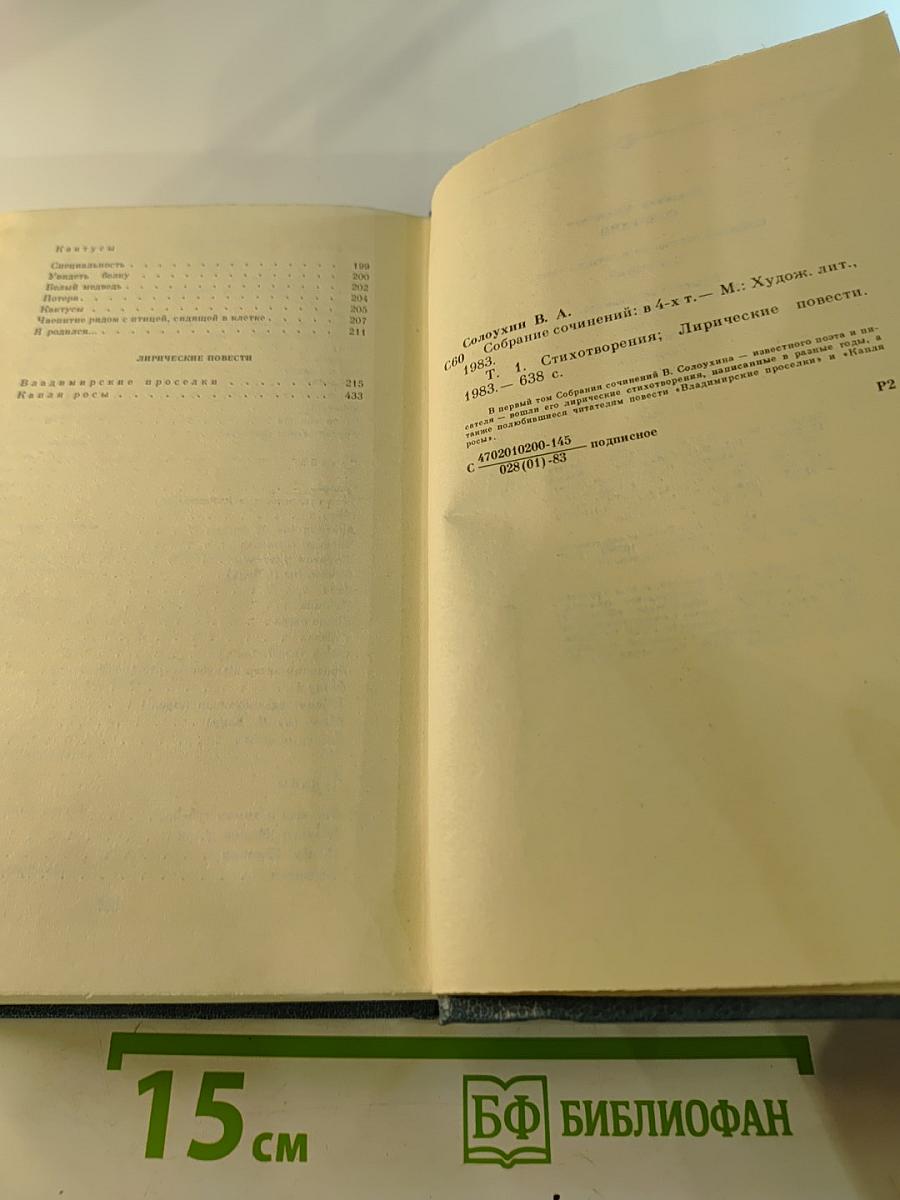 Кактусы
Специальность . . . . . . . . . . . . . . . . 199
Увидеть белку . . . . . . . . . . . . . . . 200
Белый медведь . . . . . . . . . . . . . . . . 202
Потеря. . . . . . . . . . . . . . . . . . . 204
Кактусы . . . . . . . . . . . . . . . . . . 205
Чаепитие рядом с птицей, сидящей в клетке. . . . . . 207
Я родился... . . . . . . . . . . . . . . . . 211
ЛИРИЧЕСКИЕ ПОВЕСТИ
Владимирские проселки . . . . . . . . 215
Капля росы . . . . . . . . . . . . . . . . 433
Солоухин В. А.
С60 Собрание сочинений: в 4-х т.— М.: Худож. лит.,
1983.
Т. 1. Стихотворения; Лирические повести.
1983.— 638 с.
В первый том Собрания сочинений В. Солоухина — известного поэта и пи-
сателя — вошли его лирические стихотворения, написанные в разные годы, а
также полюбившиеся читателям повести «Владимирские проселки» и «Капля
росы».
С 4702010200-145 подписное
028(01)-83
Р2
15 см
БФ БИБЛИОФАН